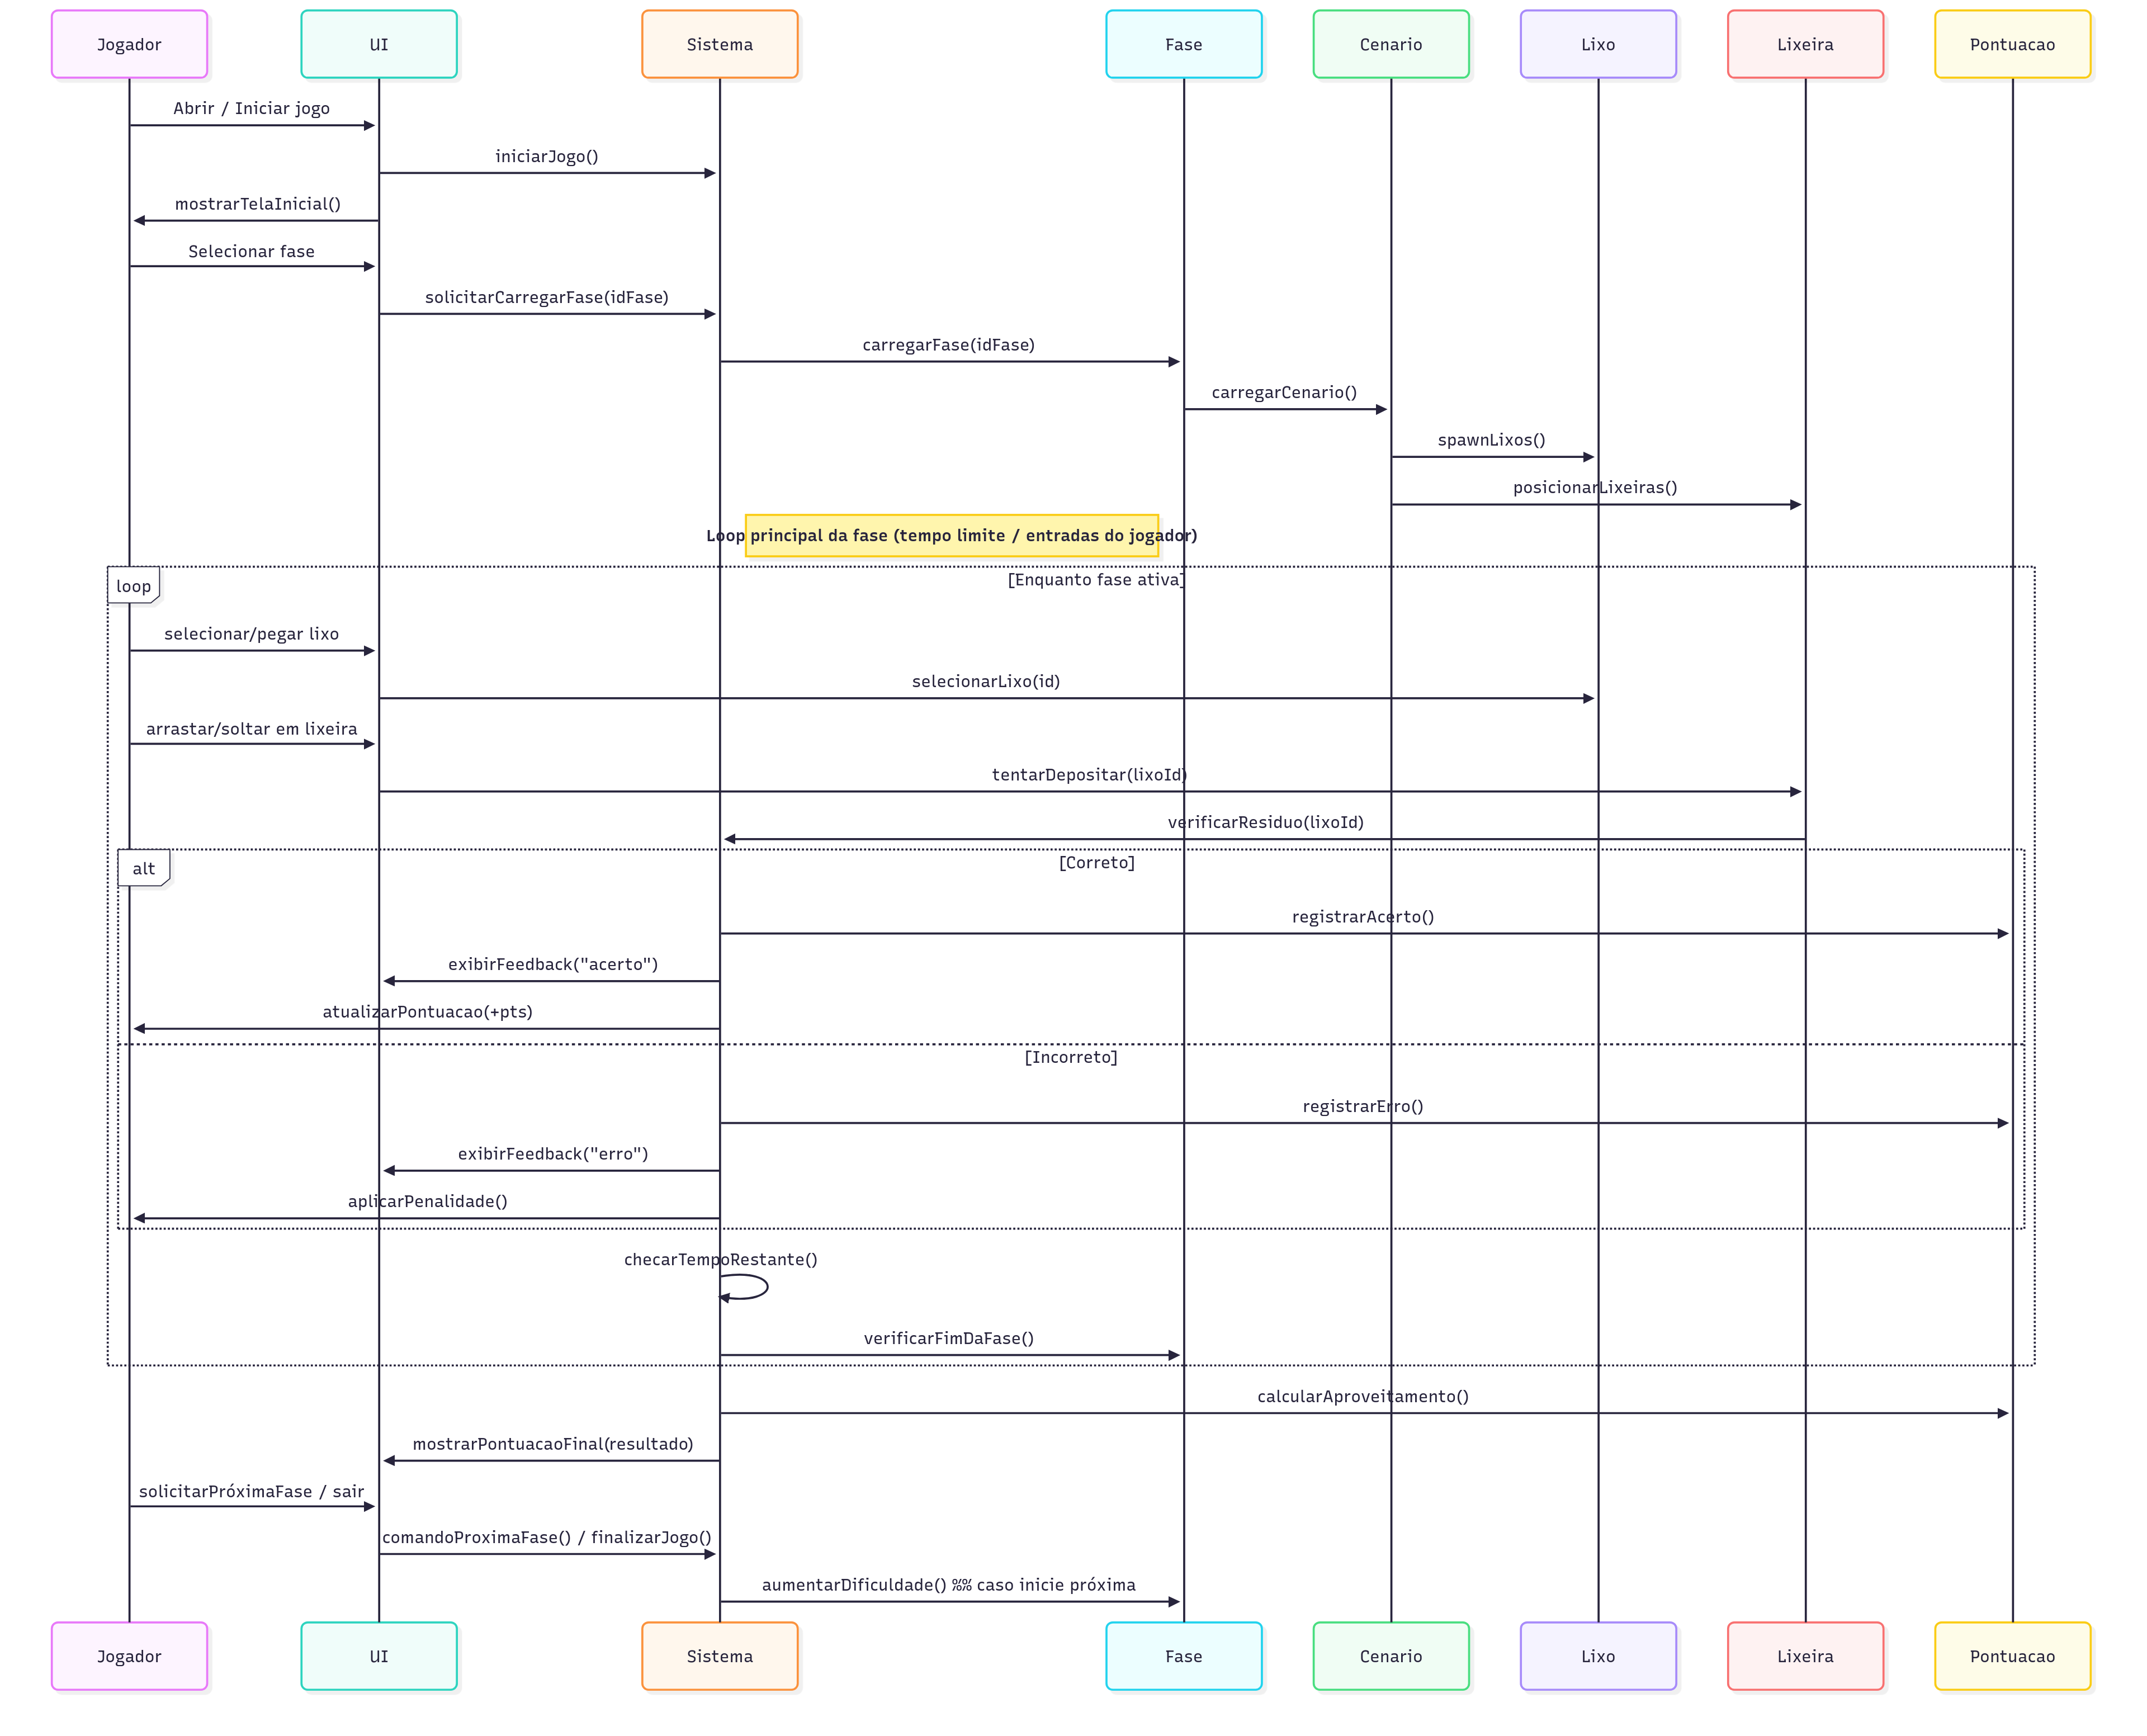 Jogador
UI
Sistema
Fase
Cenario
Lixo
Lixeira
Pontuacao
Abrir / Iniciar jogo
iniciarJogo()
mostrarTelaInicial()
Selecionar fase
solicitarCarregarFase(idFase)
carregarFase(idFase)
carregarCenario()
spawnLixos()
posicionarLixeiras()
Loop principal da fase (tempo limite / entradas do jogador)
loop
[Enquanto fase ativa]
selecionar/pegar lixo
selecionarLixo(id)
arrastar/soltar em lixeira
tentarDepositar(lixoId)
verificarResiduo(lixoId)
alt
[Correto]
registrarAcerto()
exibirFeedback("acerto")
atualizarPontuacao(+pts)
[Incorreto]
registrarErro()
exibirFeedback("erro")
aplicarPenalidade()
checarTempoRestante()
verificarFimDaFase()
calcularAproveitamento()
mostrarPontuacaoFinal(resultado)
solicitarPróximaFase / sair
comandoProximaFase() / finalizarJogo()
aumentarDificuldade() %% caso inicie próxima
Jogador
UI
Sistema
Fase
Cenario
Lixo
Lixeira
Pontuacao